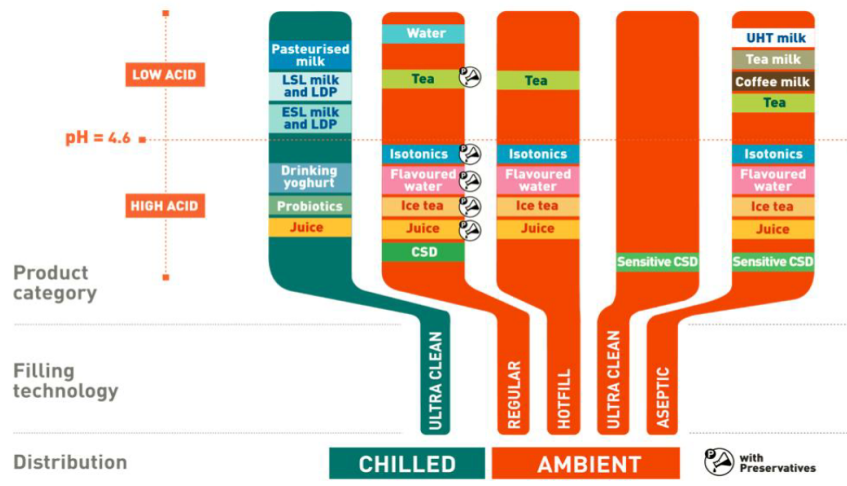 LOW ACID
pH = 4.6
HIGH ACID
Product
category
Filling
technology
Distribution
Pasteurised
milk
LSL milk
and LDP
ESL milk
and LDP
Drinking
yoghurt
Probiotics
Juice
Water
Tea
P
Isotonics
P
Flavoured
water
P
Ice tea
P
Juice
P
CSD
Tea
Isotonics
Flavoured
water
Ice tea
Juice
Sensitive CSD
UHT milk
Tea milk
Coffee milk
Tea
Isotonics
Flavoured
water
Ice tea
Juice
Sensitive CSD
ULTRA CLEAN
REGULAR
HOTFILL
ULTRA CLEAN
ASEPTIC
CHILLED
AMBIENT
P
with
Preservatives